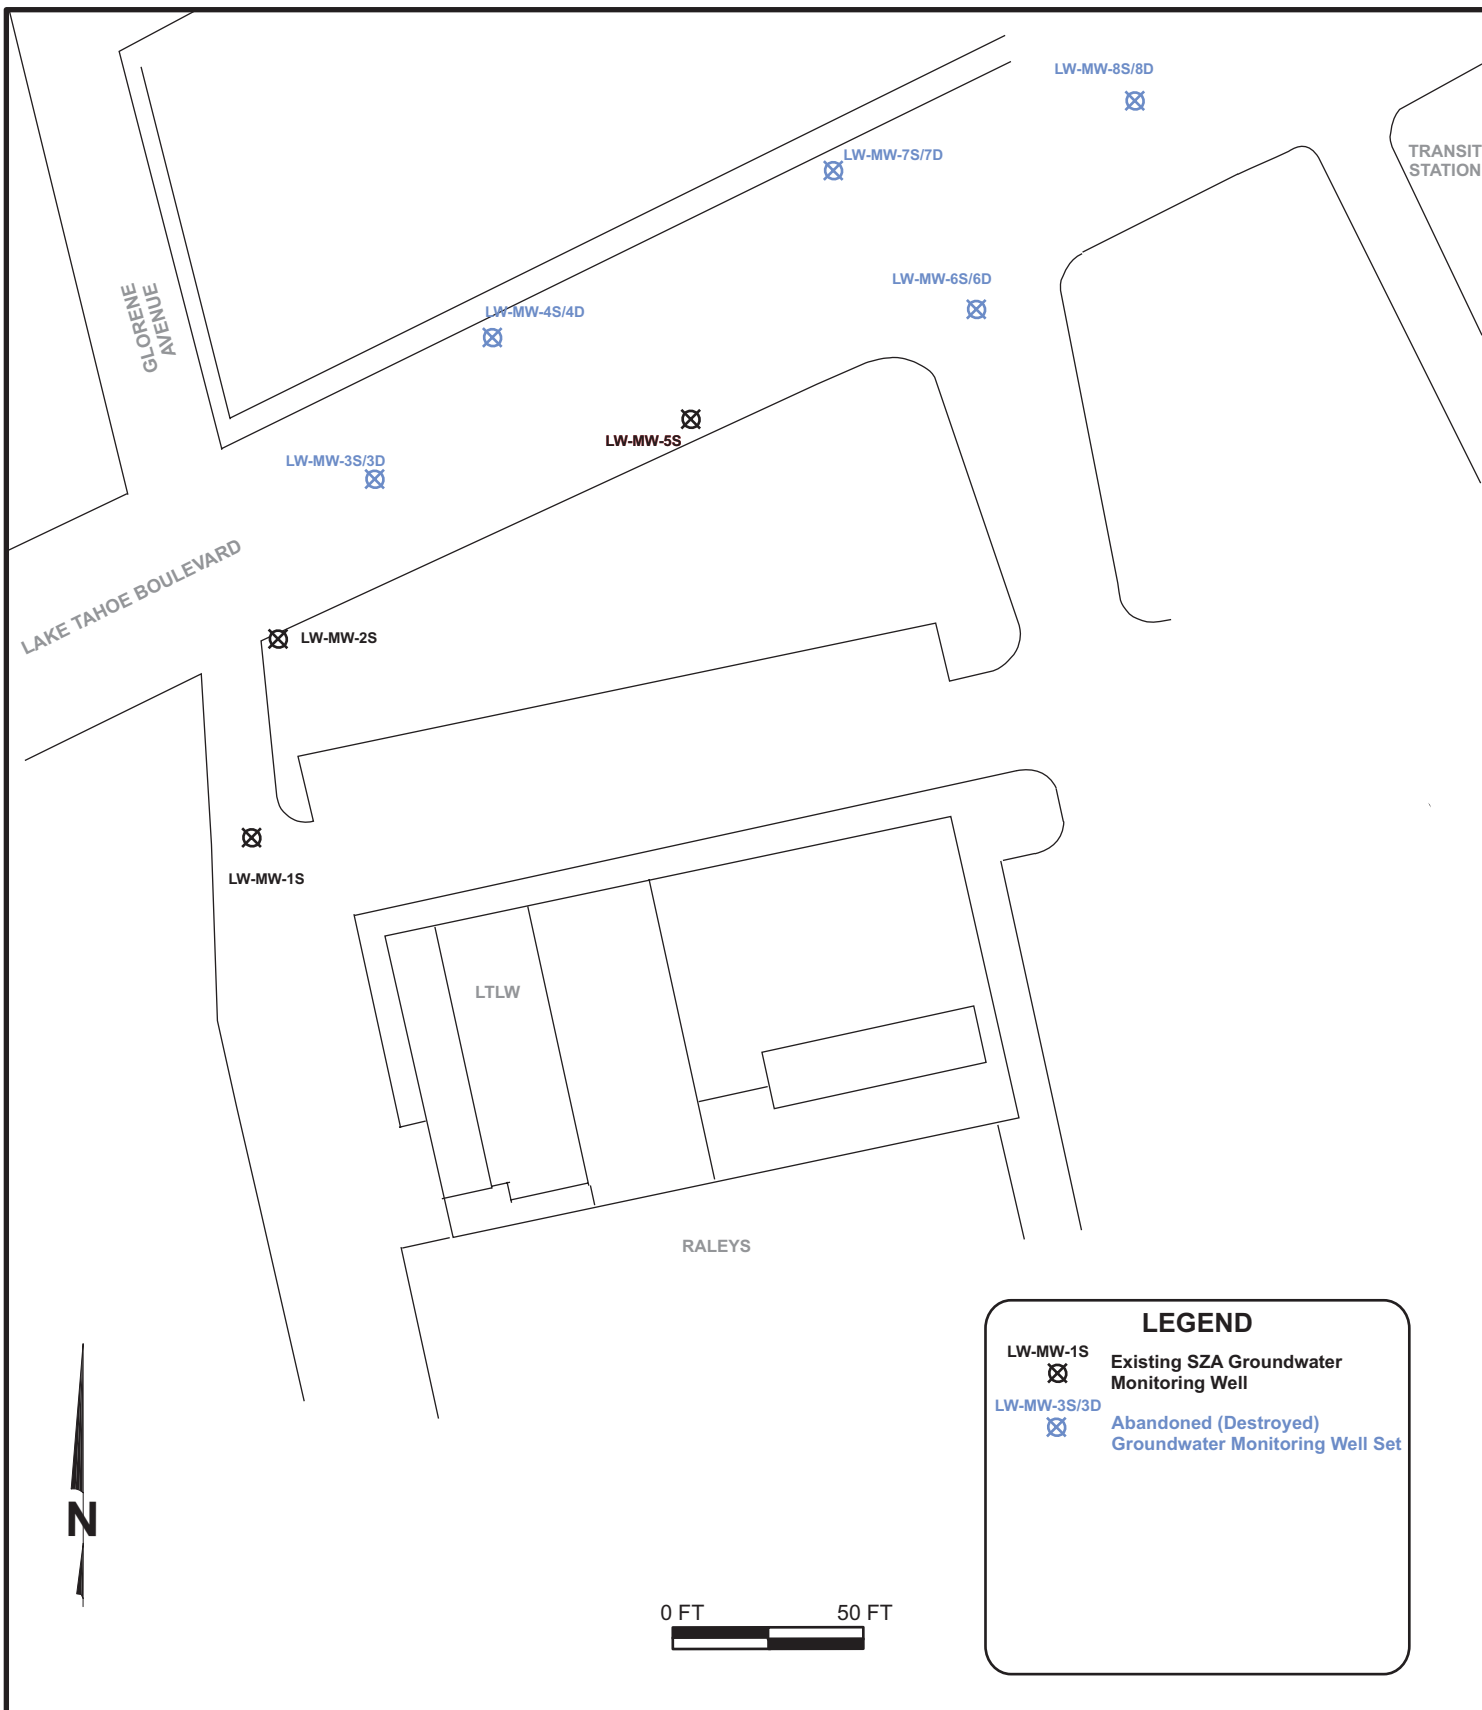 LW-MW-8S/8D
TRANSIT
STATION
LW-MW-7S/7D
LW-MW-6S/6D
GLORENE
AVENUE
LW-MW-4S/4D
LW-MW-5S
LW-MW-3S/3D
LAKE TAHOE BOULEVARD
LW-MW-2S
LW-MW-1S
LTLW
RALEYS
LEGEND
LW-MW-1S
Existing SZA Groundwater
Monitoring Well
LW-MW-3S/3D
Abandoned (Destroyed)
Groundwater Monitoring Well Set
N
0 FT
50 FT